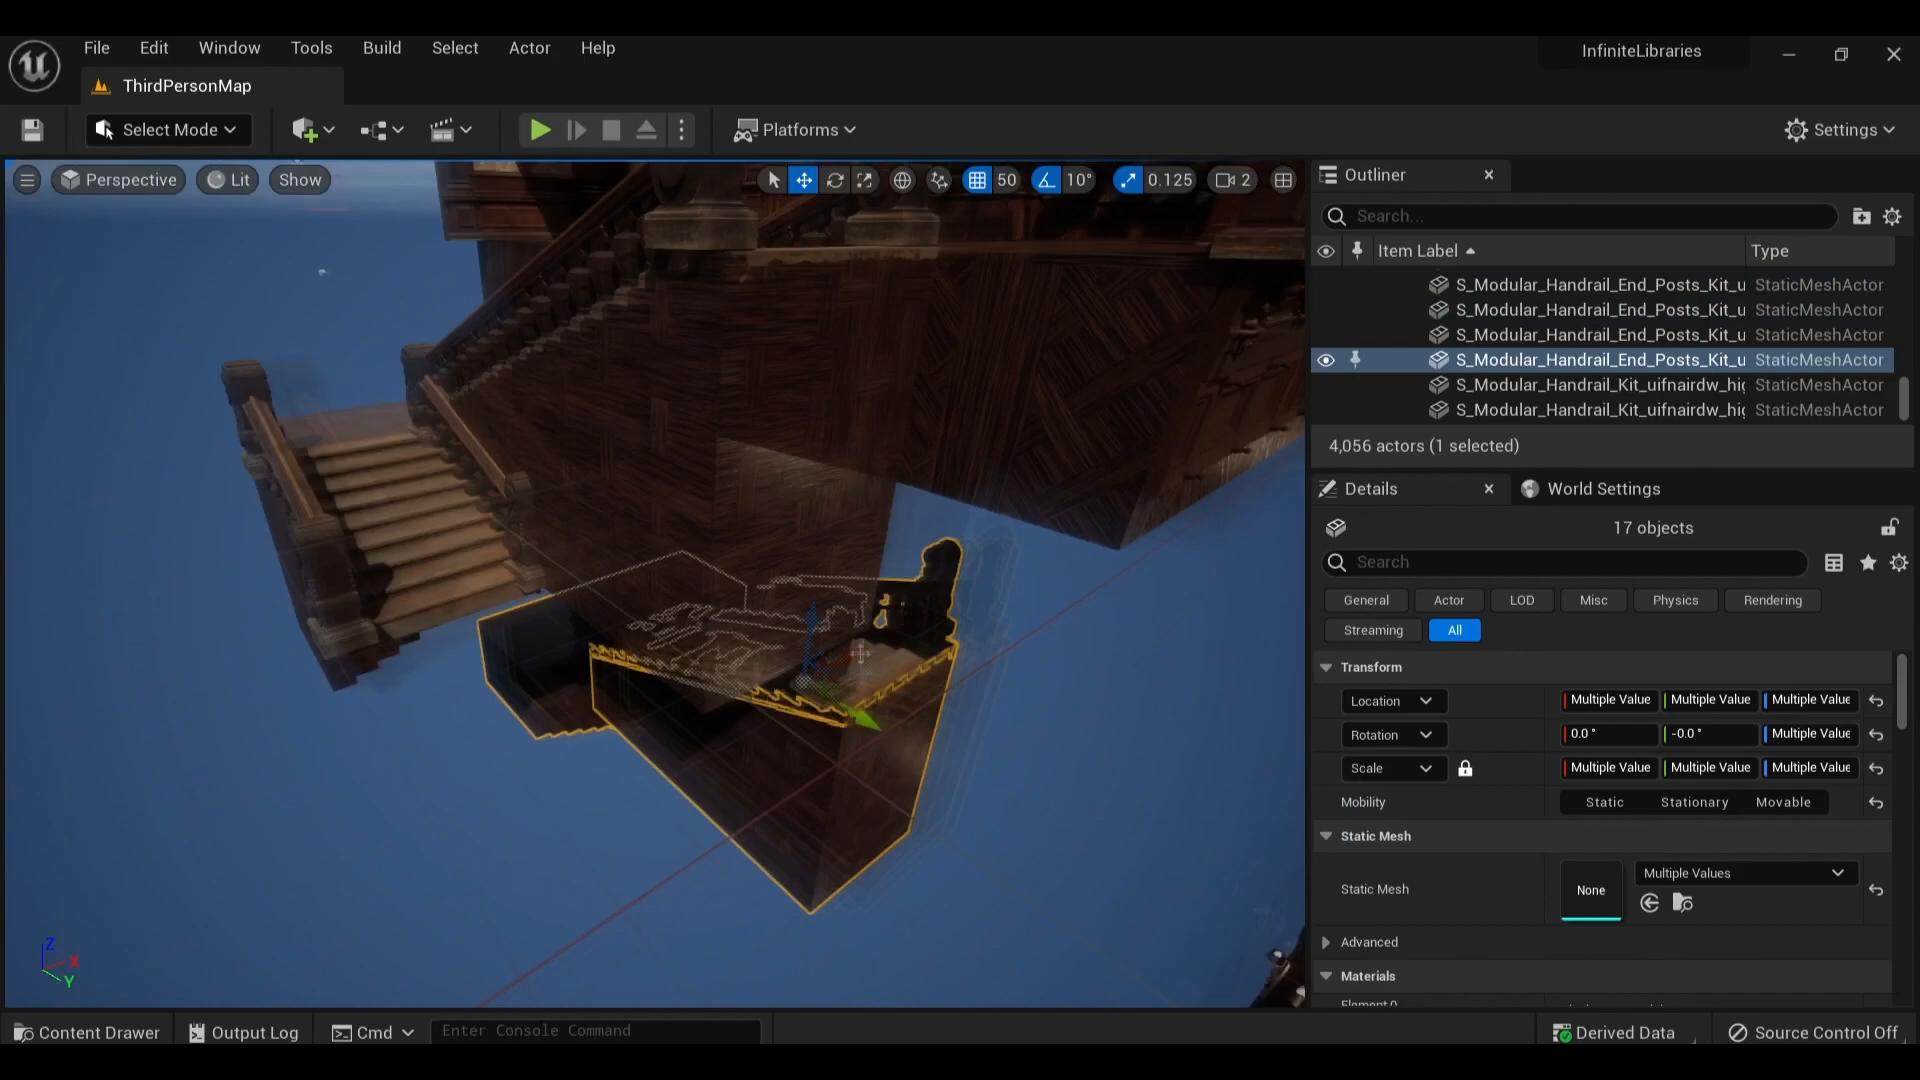 File Edit Window Tools Build Select Actor Help
InfiniteLibraries
ThirdPersonMap
Select Mode
Platforms
Settings
Perspective Lit Show
50 10° 0.125 2
Outliner
Search...
Item Label Type
S_Modular_Handrail_End_Posts_Kit_u StaticMeshActor
S_Modular_Handrail_End_Posts_Kit_u StaticMeshActor
S_Modular_Handrail_End_Posts_Kit_u StaticMeshActor
S_Modular_Handrail_End_Posts_Kit_u StaticMeshActor
S_Modular_Handrail_Kit_uifnairdw_hig StaticMeshActor
S_Modular_Handrail_Kit_uifnairdw_hig StaticMeshActor
4,056 actors (1 selected)
Details World Settings
17 objects
Search
General Actor LOD Misc Physics Rendering
Streaming All
Transform
Location Multiple Value Multiple Value Multiple Value
Rotation 0.0 ° -0.0 ° Multiple Value
Scale Multiple Value Multiple Value Multiple Value
Mobility Static Stationary Movable
Static Mesh
Static Mesh None Multiple Values
Advanced
Materials
Element 0
Z
X
Y
Content Drawer Output Log Cmd Enter Console Command Derived Data Source Control Off